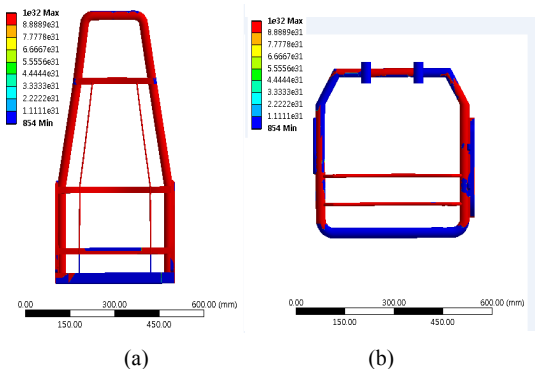 1e32 Max
8.8889e31
7.7778e31
6.6667e31
5.5556e31
4.4444e31
3.3333e31
2.2222e31
1.1111e31
854 Min
0.00 300.00 600.00 (mm)
150.00 450.00
(a)
1e32 Max
8.8889e31
7.7778e31
6.6667e31
5.5556e31
4.4444e31
3.3333e31
2.2222e31
1.1111e31
854 Min
0.00 300.00 600.00 (mm)
150.00 450.00
(b)